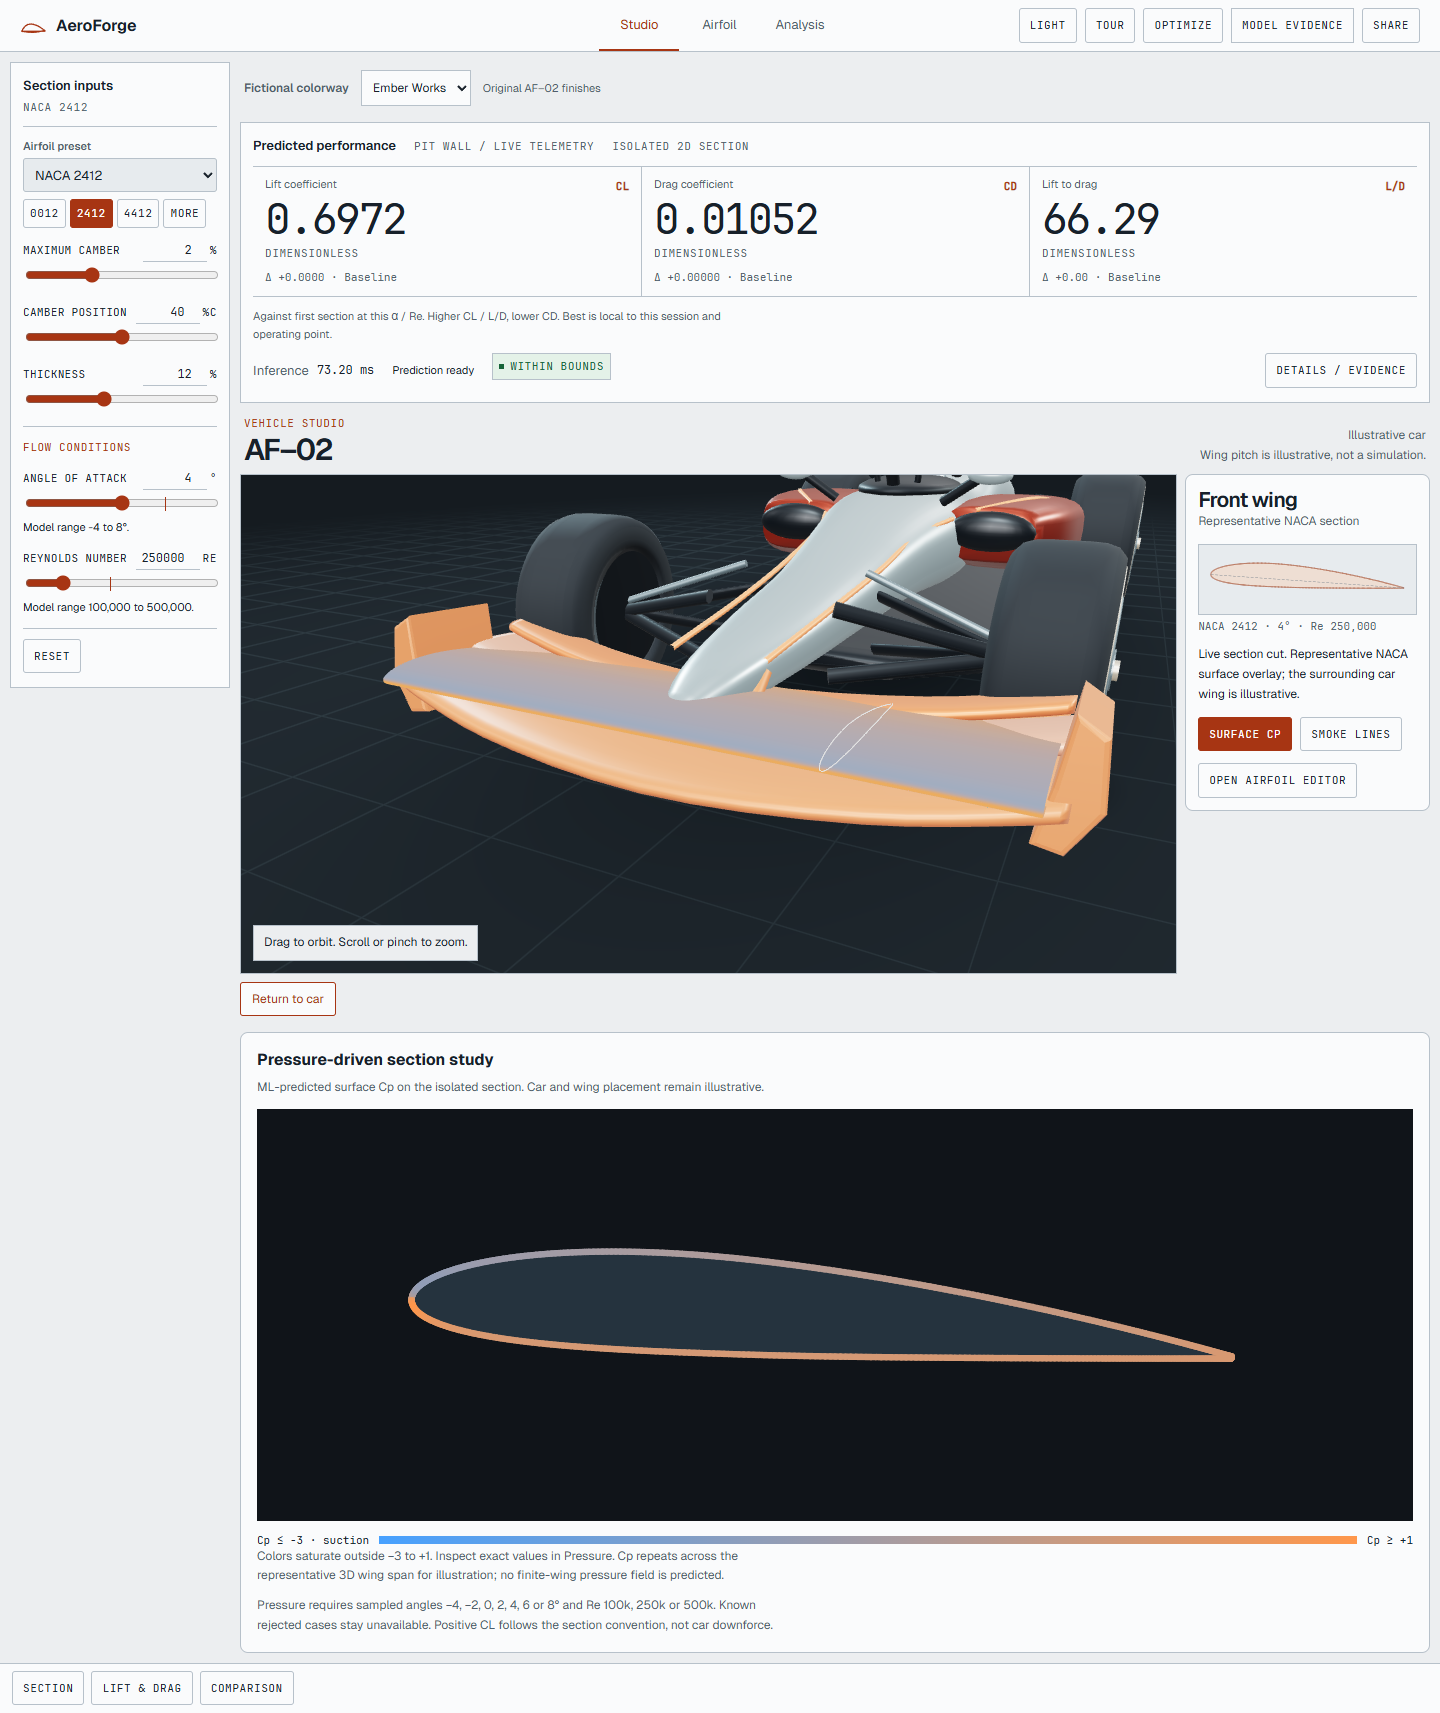 AeroForge
Studio
Airfoil
Analysis
LIGHT
TOUR
OPTIMIZE
MODEL EVIDENCE
SHARE
Section inputs
NACA 2412
Airfoil preset
NACA 2412
0012
2412
4412
MORE
MAXIMUM CAMBER 2 %
CAMBER POSITION 40 %C
THICKNESS 12 %
FLOW CONDITIONS
ANGLE OF ATTACK 4 °
Model range -4 to 8°.
REYNOLDS NUMBER 250000 RE
Model range 100,000 to 500,000.
RESET
Fictional colorway
Ember Works
Original AF–02 finishes
Predicted performance PIT WALL / LIVE TELEMETRY ISOLATED 2D SECTION
Lift coefficient CL
0.6972
DIMENSIONLESS
Δ +0.0000 · Baseline
Drag coefficient CD
0.01052
DIMENSIONLESS
Δ +0.00000 · Baseline
Lift to drag L/D
66.29
DIMENSIONLESS
Δ +0.00 · Baseline
Against first section at this α / Re. Higher CL / L/D, lower CD. Best is local to this session and
operating point.
Inference 73.20 ms Prediction ready WITHIN BOUNDS
DETAILS / EVIDENCE
VEHICLE STUDIO
AF–02
Illustrative car
Wing pitch is illustrative, not a simulation.
Drag to orbit. Scroll or pinch to zoom.
Return to car
Front wing
Representative NACA section
NACA 2412 · 4° · Re 250,000
Live section cut. Representative NACA
surface overlay; the surrounding car
wing is illustrative.
SURFACE CP
SMOKE LINES
OPEN AIRFOIL EDITOR
Pressure-driven section study
ML-predicted surface Cp on the isolated section. Car and wing placement remain illustrative.
Cp ≤ -3 · suction
Cp ≥ +1
Colors saturate outside −3 to +1. Inspect exact values in Pressure. Cp repeats across the
representative 3D wing span for illustration; no finite-wing pressure field is predicted.
Pressure requires sampled angles −4, −2, 0, 2, 4, 6 or 8° and Re 100k, 250k or 500k. Known
rejected cases stay unavailable. Positive CL follows the section convention, not car downforce.
SECTION
LIFT & DRAG
COMPARISON